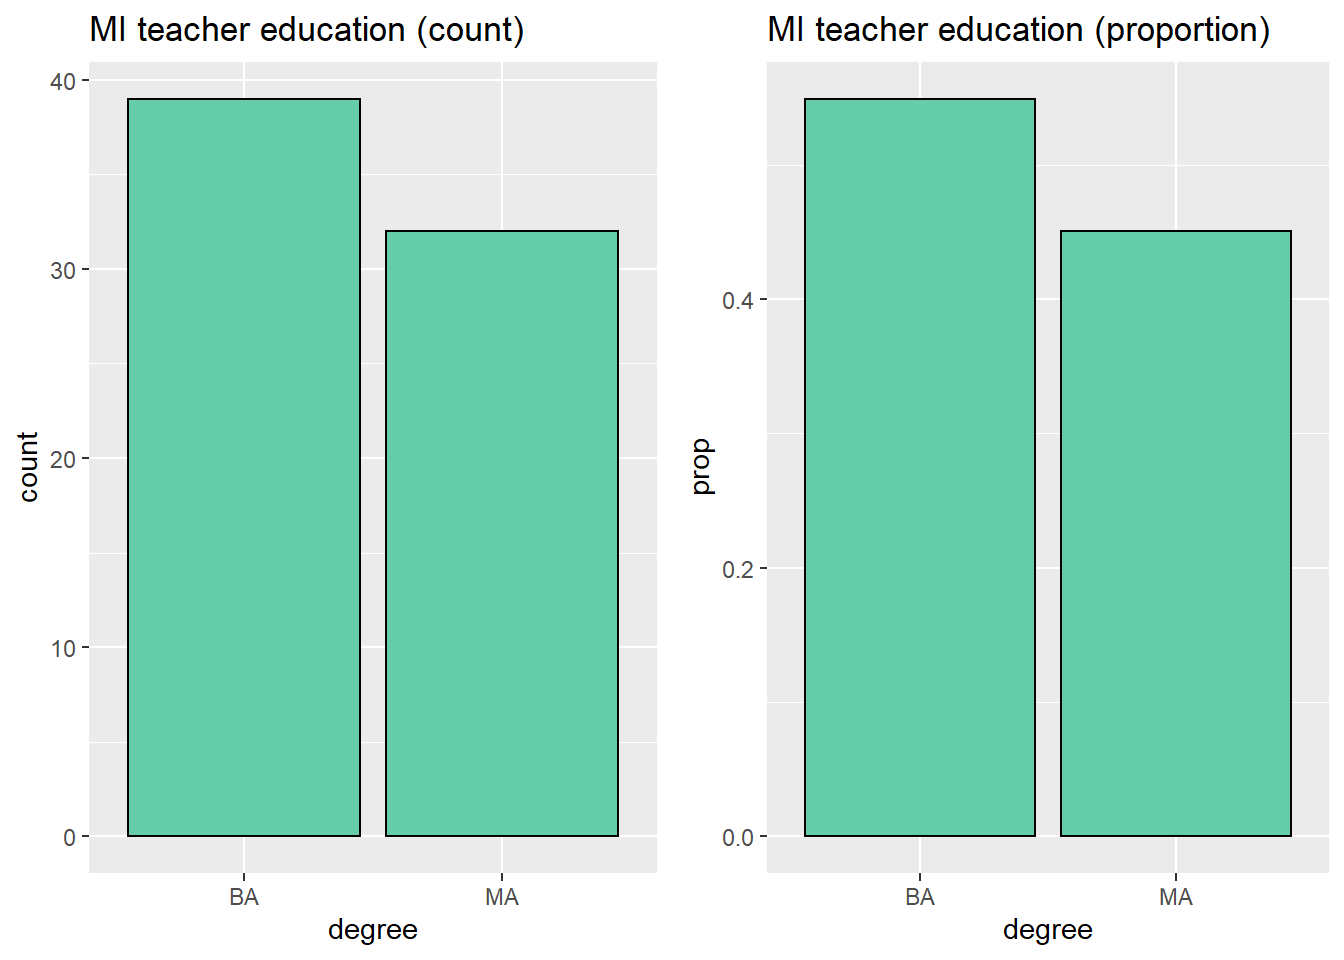 MI teacher education (count)
count
40
30
20
10
0
BA
MA
degree
MI teacher education (proportion)
prop
0.4
0.2
0.0
BA
MA
degree